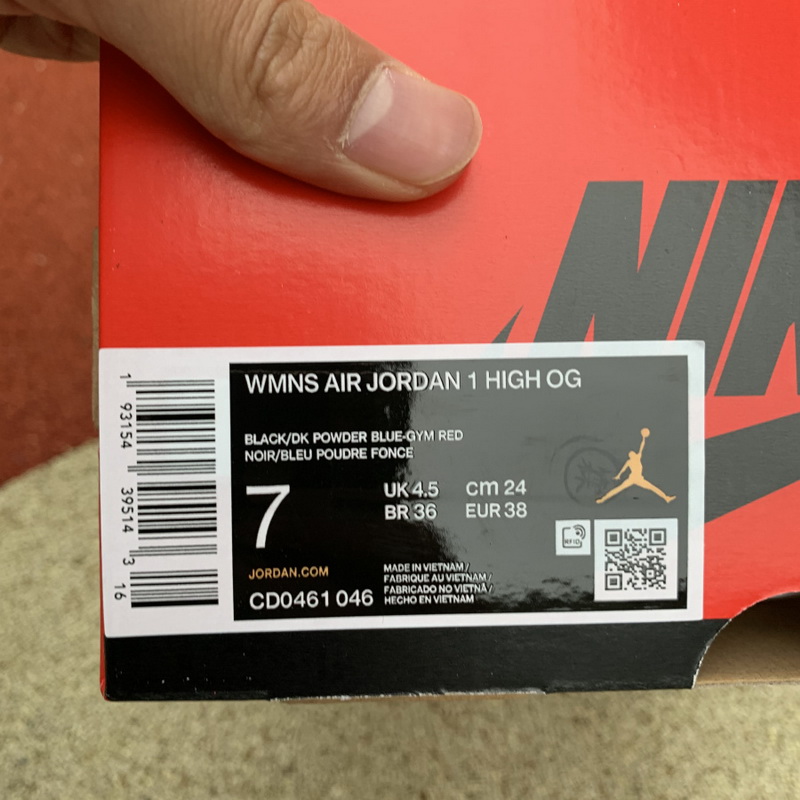 NIK
WMNS AIR JORDAN 1 HIGH OG
BLACK/DK POWDER BLUE-GYM RED
NOIR/BLEU POUDRE FONCE
7
UK 4.5 cm 24
BR 36 EUR 38
RFID
JORDAN.COM
CD0461 046
MADE IN VIETNAM /
FABRIQUE AU VIETNAM /
FABRICADO NO VIETNÃ /
HECHO EN VIETNAM
1 93154 39514 3 16